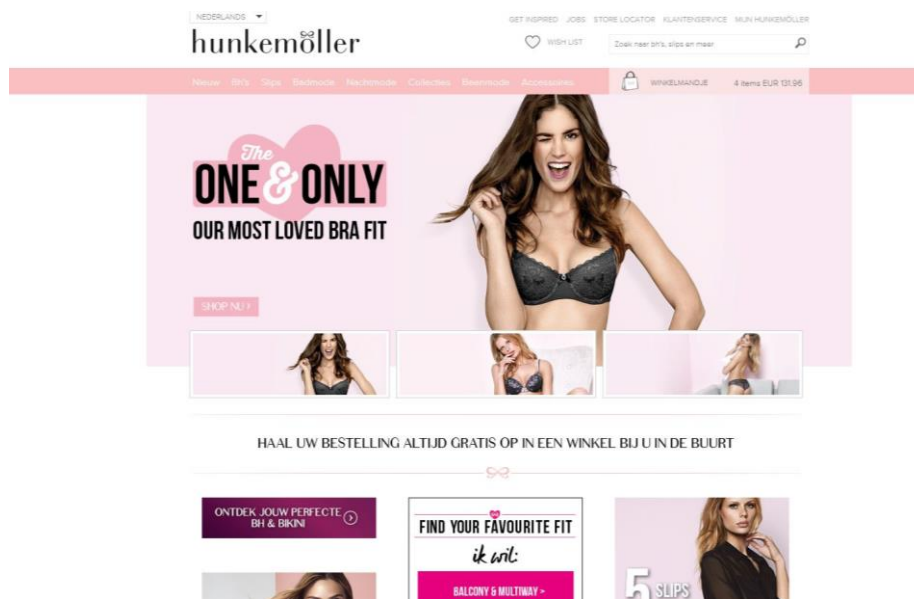 NEDERLANDS
GET INSPIRED JOBS STORE LOCATOR KLANTENSERVICE MIJN HUNKEMÖLLER
hunkemöller
WISH LIST
Zoek naar bh's, slips en meer
Nieuw BH's Slips Badmode Nachtmode Collecties Beenmode Accessoires
WINKELMANDJE 4 items EUR 131,96
The
ONE & ONLY
OUR MOST LOVED BRA FIT
SHOP NU >
HAAL UW BESTELLING ALTIJD GRATIS OP IN EEN WINKEL BIJ U IN DE BUURT
ONTDEK JOUW PERFECTE
BH & BIKINI
FIND YOUR FAVOURITE FIT
ik wil:
BALCONY & MULTIWAY >
5 SLIPS